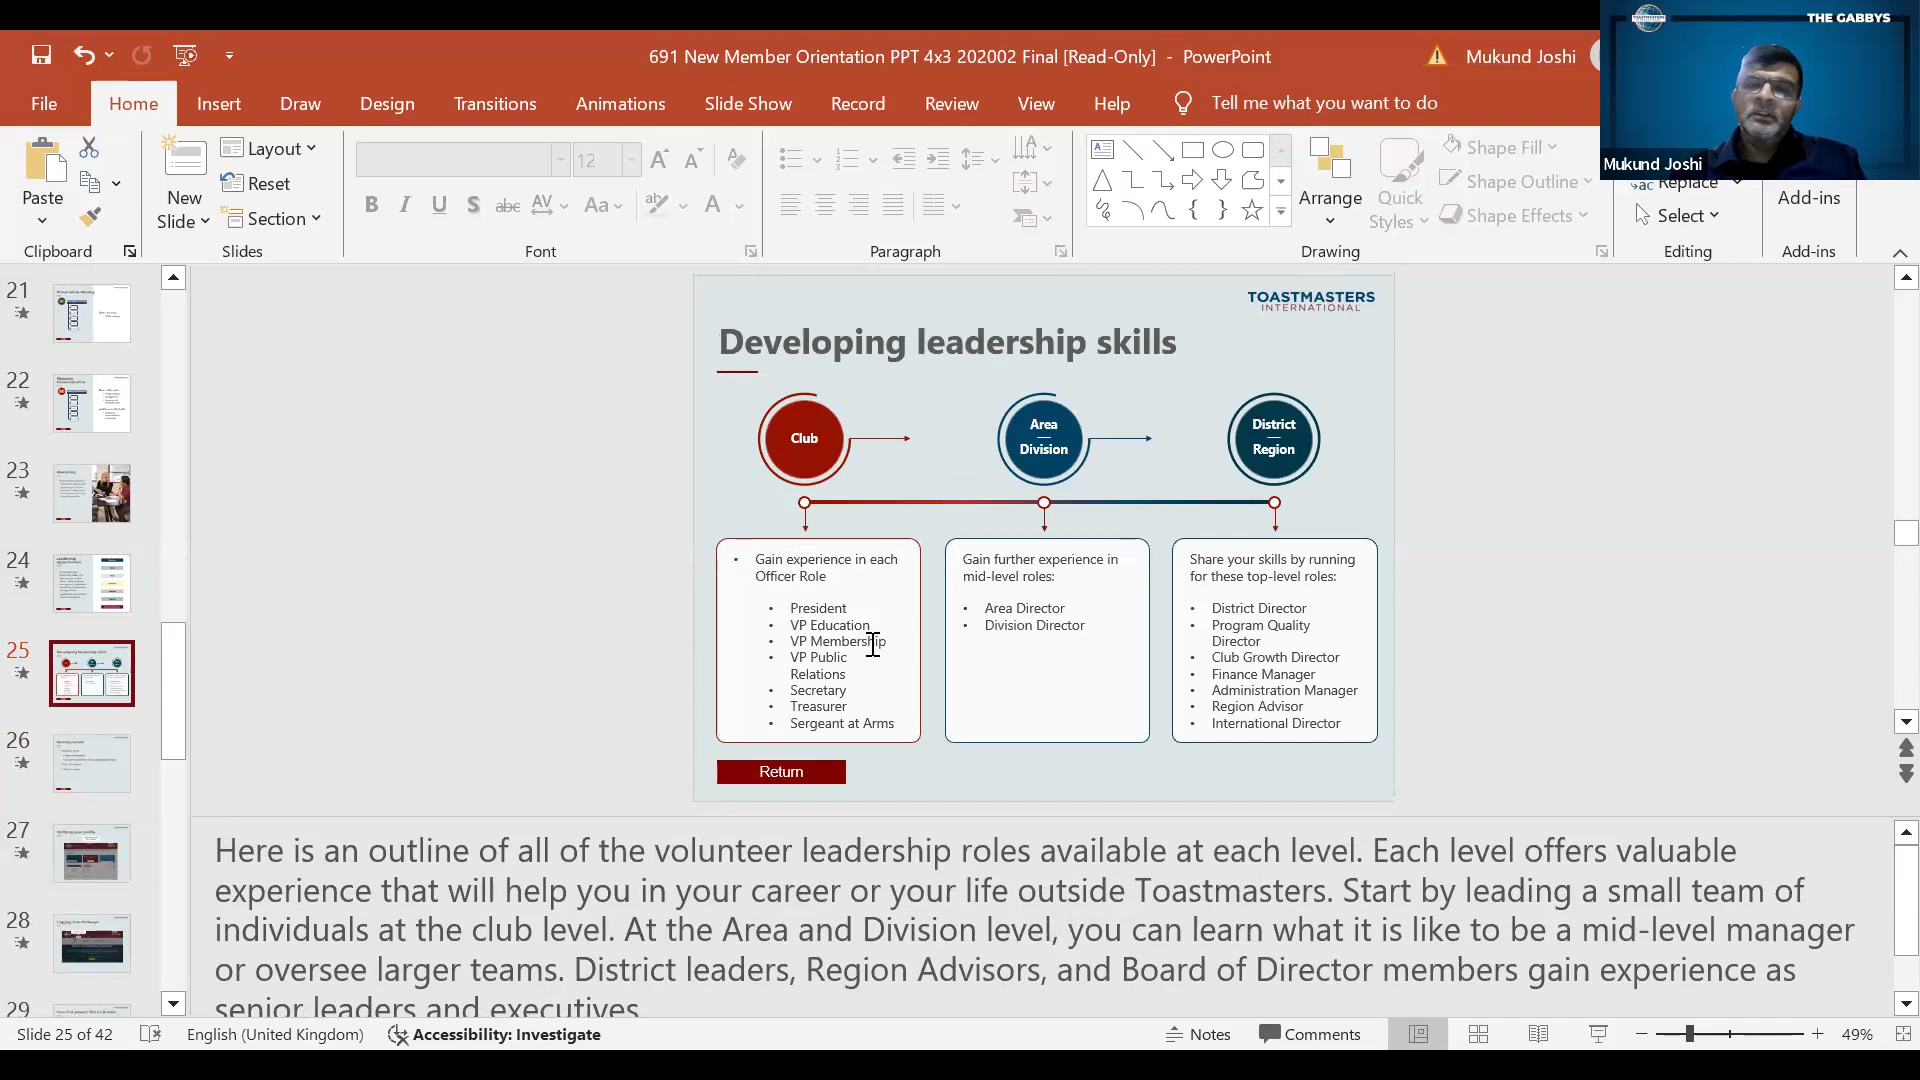 TOASTMASTERS
THE GABBYS
691 New Member Orientation PPT 4x3 202002 Final [Read-Only] - PowerPoint
Mukund Joshi
File
Home
Insert
Draw
Design
Transitions
Animations
Slide Show
Record
Review
View
Help
Tell me what you want to do
Mukund Joshi
Paste
New
Slide
Layout
Reset
Section
12
Arrange
Quick
Styles
Shape Fill
Shape Outline
Shape Effects
Replace
Select
Add-ins
Clipboard
Slides
Font
Paragraph
Drawing
Editing
Add-ins
21
22
23
24
25
26
27
28
29
TOASTMASTERS
INTERNATIONAL
Developing leadership skills
Club
Area
Division
District
Region
• Gain experience in each
Officer Role
• President
• VP Education
• VP Membership
• VP Public
Relations
• Secretary
• Treasurer
• Sergeant at Arms
Gain further experience in
mid-level roles:
• Area Director
• Division Director
Share your skills by running
for these top-level roles:
• District Director
• Program Quality
Director
• Club Growth Director
• Finance Manager
• Administration Manager
• Region Advisor
• International Director
Return
Here is an outline of all of the volunteer leadership roles available at each level. Each level offers valuable
experience that will help you in your career or your life outside Toastmasters. Start by leading a small team of
individuals at the club level. At the Area and Division level, you can learn what it is like to be a mid-level manager
or oversee larger teams. District leaders, Region Advisors, and Board of Director members gain experience as
senior leaders and executives
Slide 25 of 42
English (United Kingdom)
Accessibility: Investigate
Notes
Comments
49%